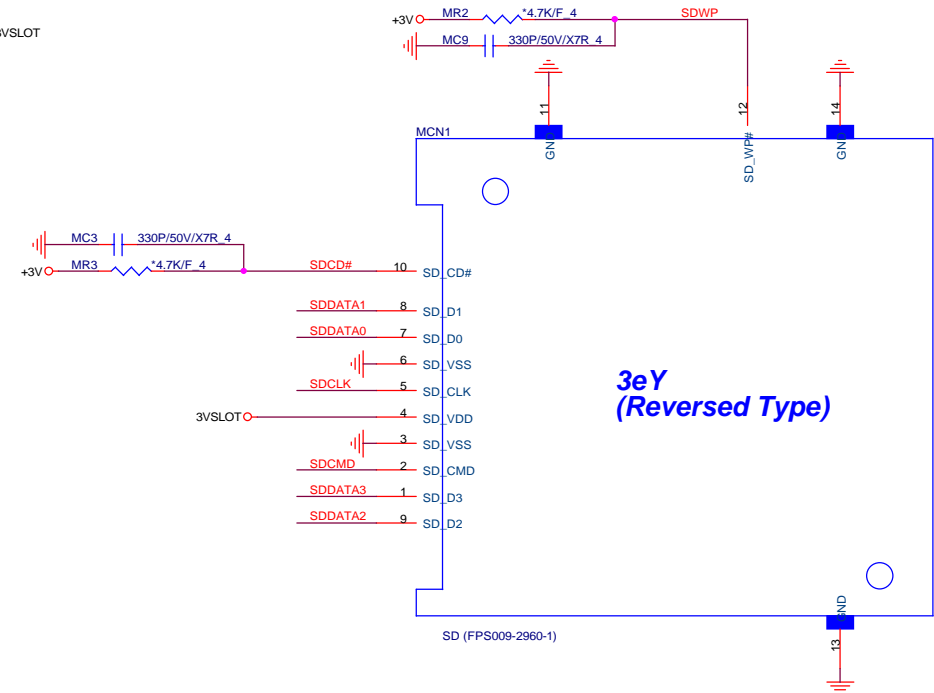 3VSLOT
+3V MR2 *4.7K/F_4 SDWP
MC9 330P/50V/X7R_4
11 12 14
MCN1
GND SD_WP# GND
MC3 330P/50V/X7R_4
+3V MR3 *4.7K/F_4 SDCD# 10 SD_CD#
SDDATA1 8 SD_D1
SDDATA0 7 SD_D0
6 SD_VSS
SDCLK 5 SD_CLK
3VSLOT 4 SD_VDD
3 SD_VSS
SDCMD 2 SD_CMD
SDDATA3 1 SD_D3
SDDATA2 9 SD_D2
3eY
(Reversed Type)
GND
SD (FPS009-2960-1)
13